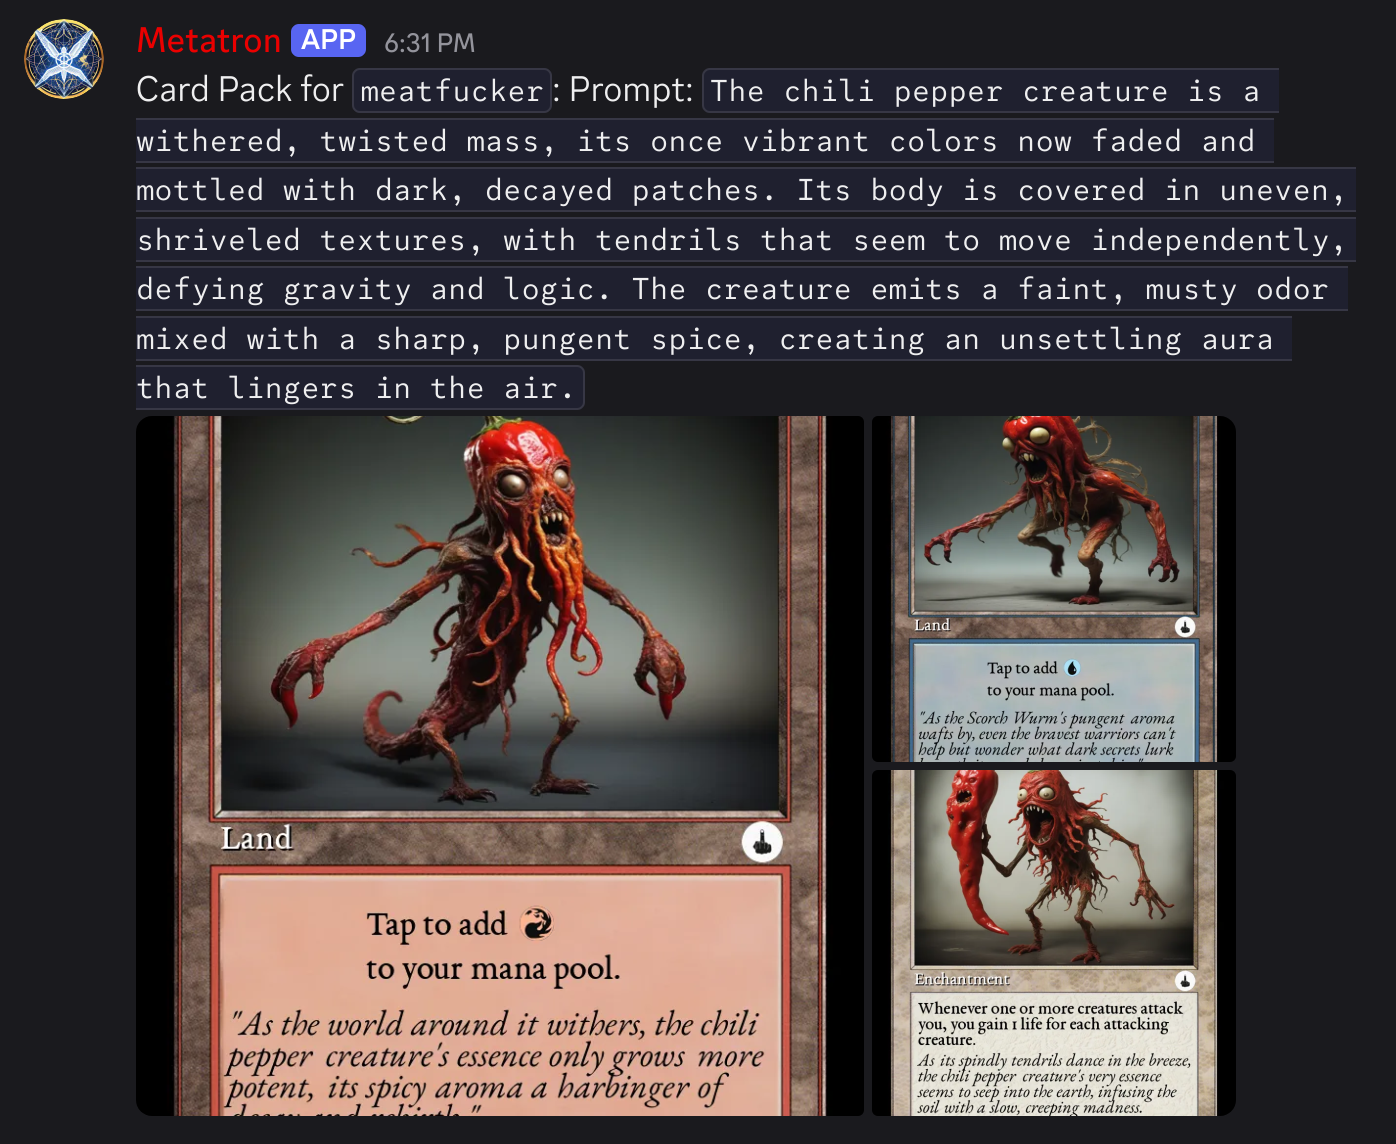 Metatron APP 6:31 PM
Card Pack for meatfucker: Prompt: The chili pepper creature is a
withered, twisted mass, its once vibrant colors now faded and
mottled with dark, decayed patches. Its body is covered in uneven,
shriveled textures, with tendrils that seem to move independently,
defying gravity and logic. The creature emits a faint, musty odor
mixed with a sharp, pungent spice, creating an unsettling aura
that lingers in the air.
Land
Tap to add
to your mana pool.
"As the world around it withers, the chili
pepper creature's essence only grows more
potent, its spicy aroma a harbinger of
decay and rebirth."
Land
Tap to add
to your mana pool.
"As the Scorch Wurm's pungent aroma
wafts by, even the bravest warriors can't
help but wonder what dark secrets lurk
Enchantment
Whenever one or more creatures attack
you, you gain 1 life for each attacking
creature.
As its spindly tendrils dance in the breeze,
the chili pepper creature's very essence
seems to seep into the earth, infusing the
soil with a slow, creeping madness.